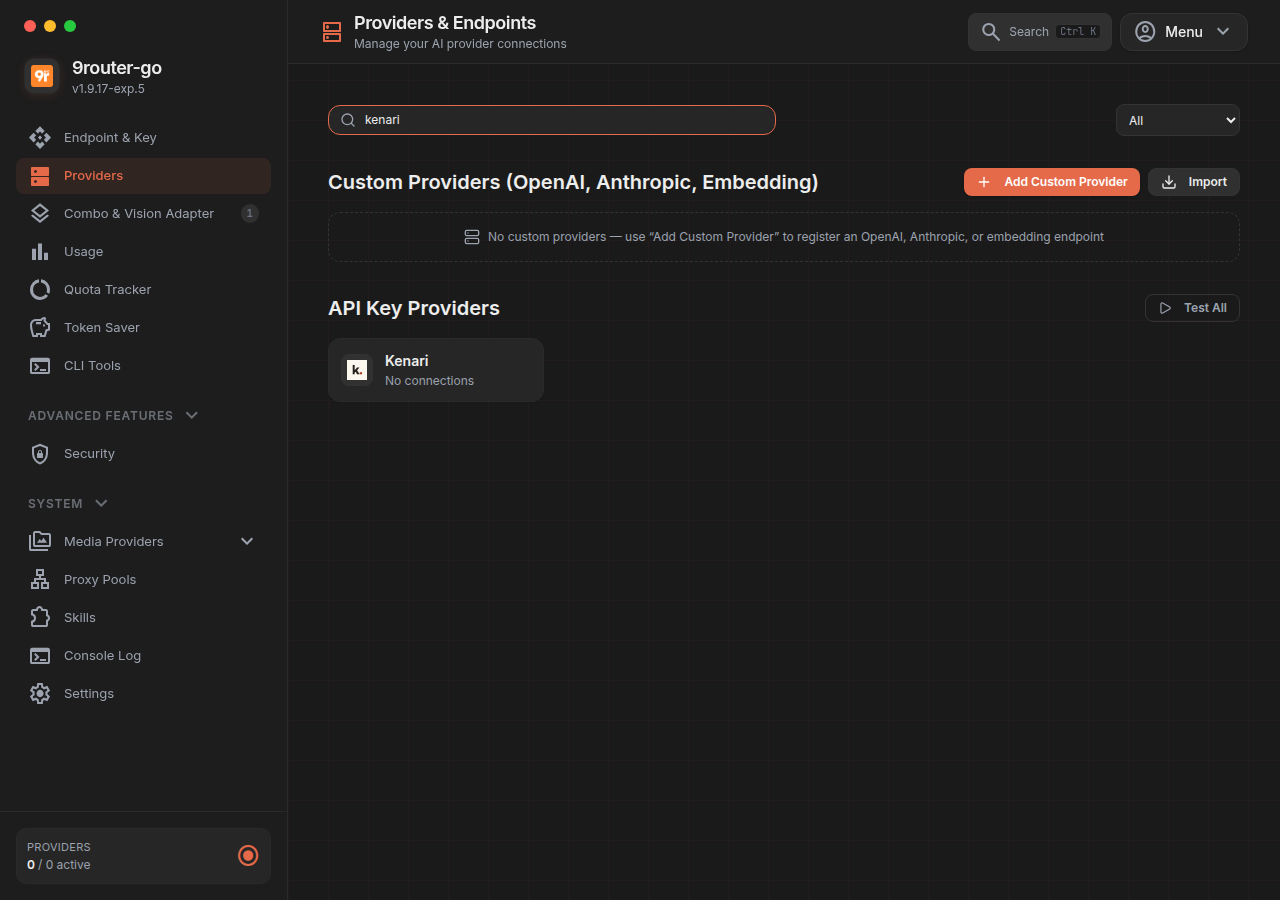 9r
9router-go
v1.9.17-exp.5
Endpoint & Key
Providers
Combo & Vision Adapter
1
Usage
Quota Tracker
Token Saver
CLI Tools
ADVANCED FEATURES
Security
SYSTEM
Media Providers
Proxy Pools
Skills
Console Log
Settings
PROVIDERS
0 / 0 active
Providers & Endpoints
Manage your AI provider connections
Search Ctrl K
Menu
kenari
All
Custom Providers (OpenAI, Anthropic, Embedding)
Add Custom Provider
Import
No custom providers — use “Add Custom Provider” to register an OpenAI, Anthropic, or embedding endpoint
API Key Providers
Test All
k.
Kenari
No connections